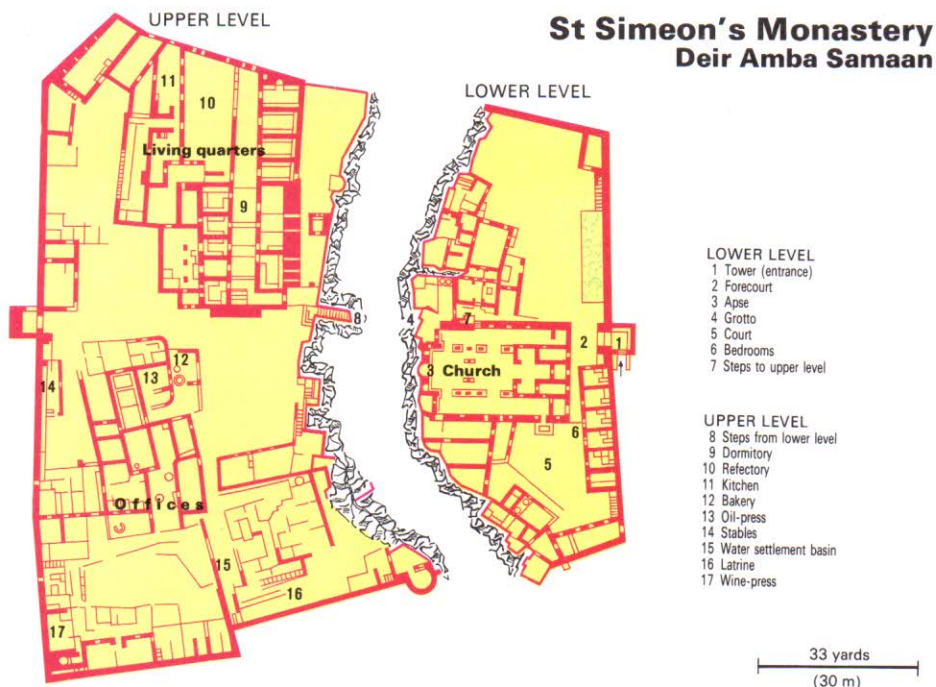 St Simeon's Monastery
Deir Amba Samaan
UPPER LEVEL
11
10
Living quarters
9
8
12
13
14
Offices
15
16
17
LOWER LEVEL
4
7
2
1
3
Church
6
5
LOWER LEVEL
1 Tower (entrance)
2 Forecourt
3 Apse
4 Grotto
5 Court
6 Bedrooms
7 Steps to upper level
UPPER LEVEL
8 Steps from lower level
9 Dormitory
10 Refectory
11 Kitchen
12 Bakery
13 Oil-press
14 Stables
15 Water settlement basin
16 Latrine
17 Wine-press
33 yards
(30 m)